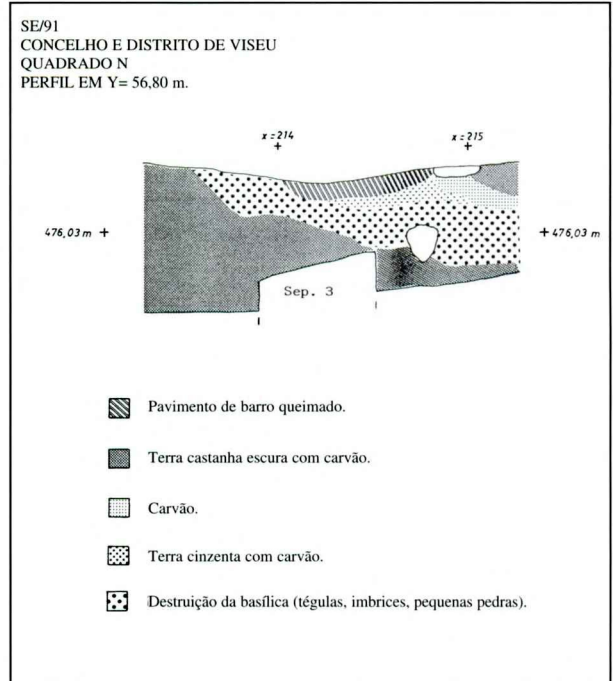 SE/91
CONCELHO E DISTRITO DE VISEU
QUADRADO N
PERFIL EM Y= 56,80 m.
x = 214
x = 215
476,03 m +
+ 476,03 m
Sep. 3
Pavimento de barro queimado.
Terra castanha escura com carvão.
Carvão.
Terra cinzenta com carvão.
Destruição da basílica (tégulas, imbrices, pequenas pedras).